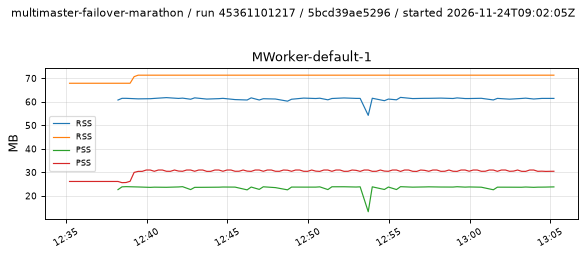 multimaster-failover-marathon / run 45361101217 / 5bcd39ae5296 / started 2026-11-24T09:02:05Z
MWorker-default-1
MB
70
60
50
40
30
20
RSS
RSS
PSS
PSS
12:35
12:40
12:45
12:50
12:55
13:00
13:05